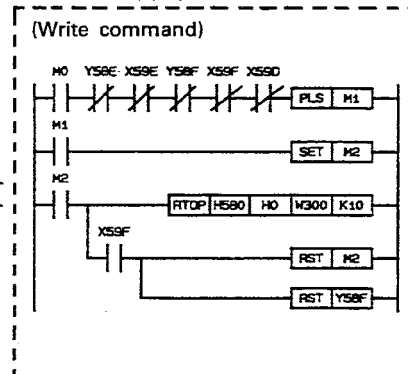 (Write command)
M0 Y58E X59E Y58F X59F X59D
PLS M1
M1
SET M2
M2
RTOP H580 H0 W300 K10
X59F
RST M2
RST Y58F